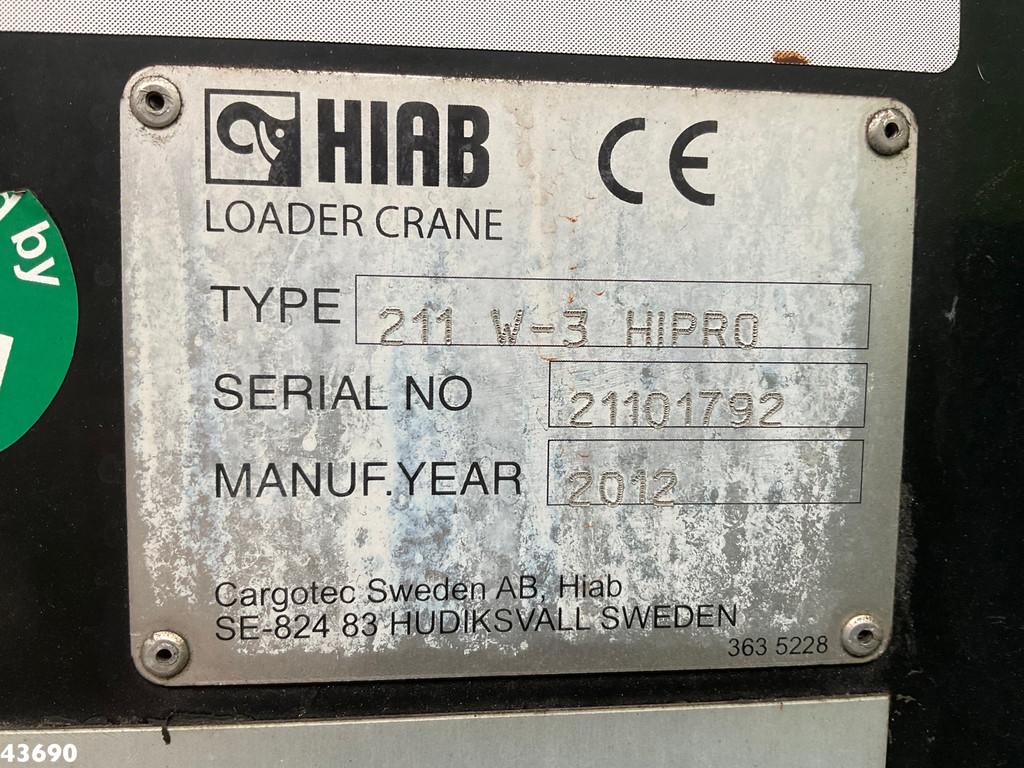 HIAB CE
LOADER CRANE
by
TYPE 211 W-3 HIPRO
SERIAL NO 21101792
MANUF.YEAR 2012
Cargotec Sweden AB, Hiab
SE-824 83 HUDIKSVALL SWEDEN
363 5228
43690